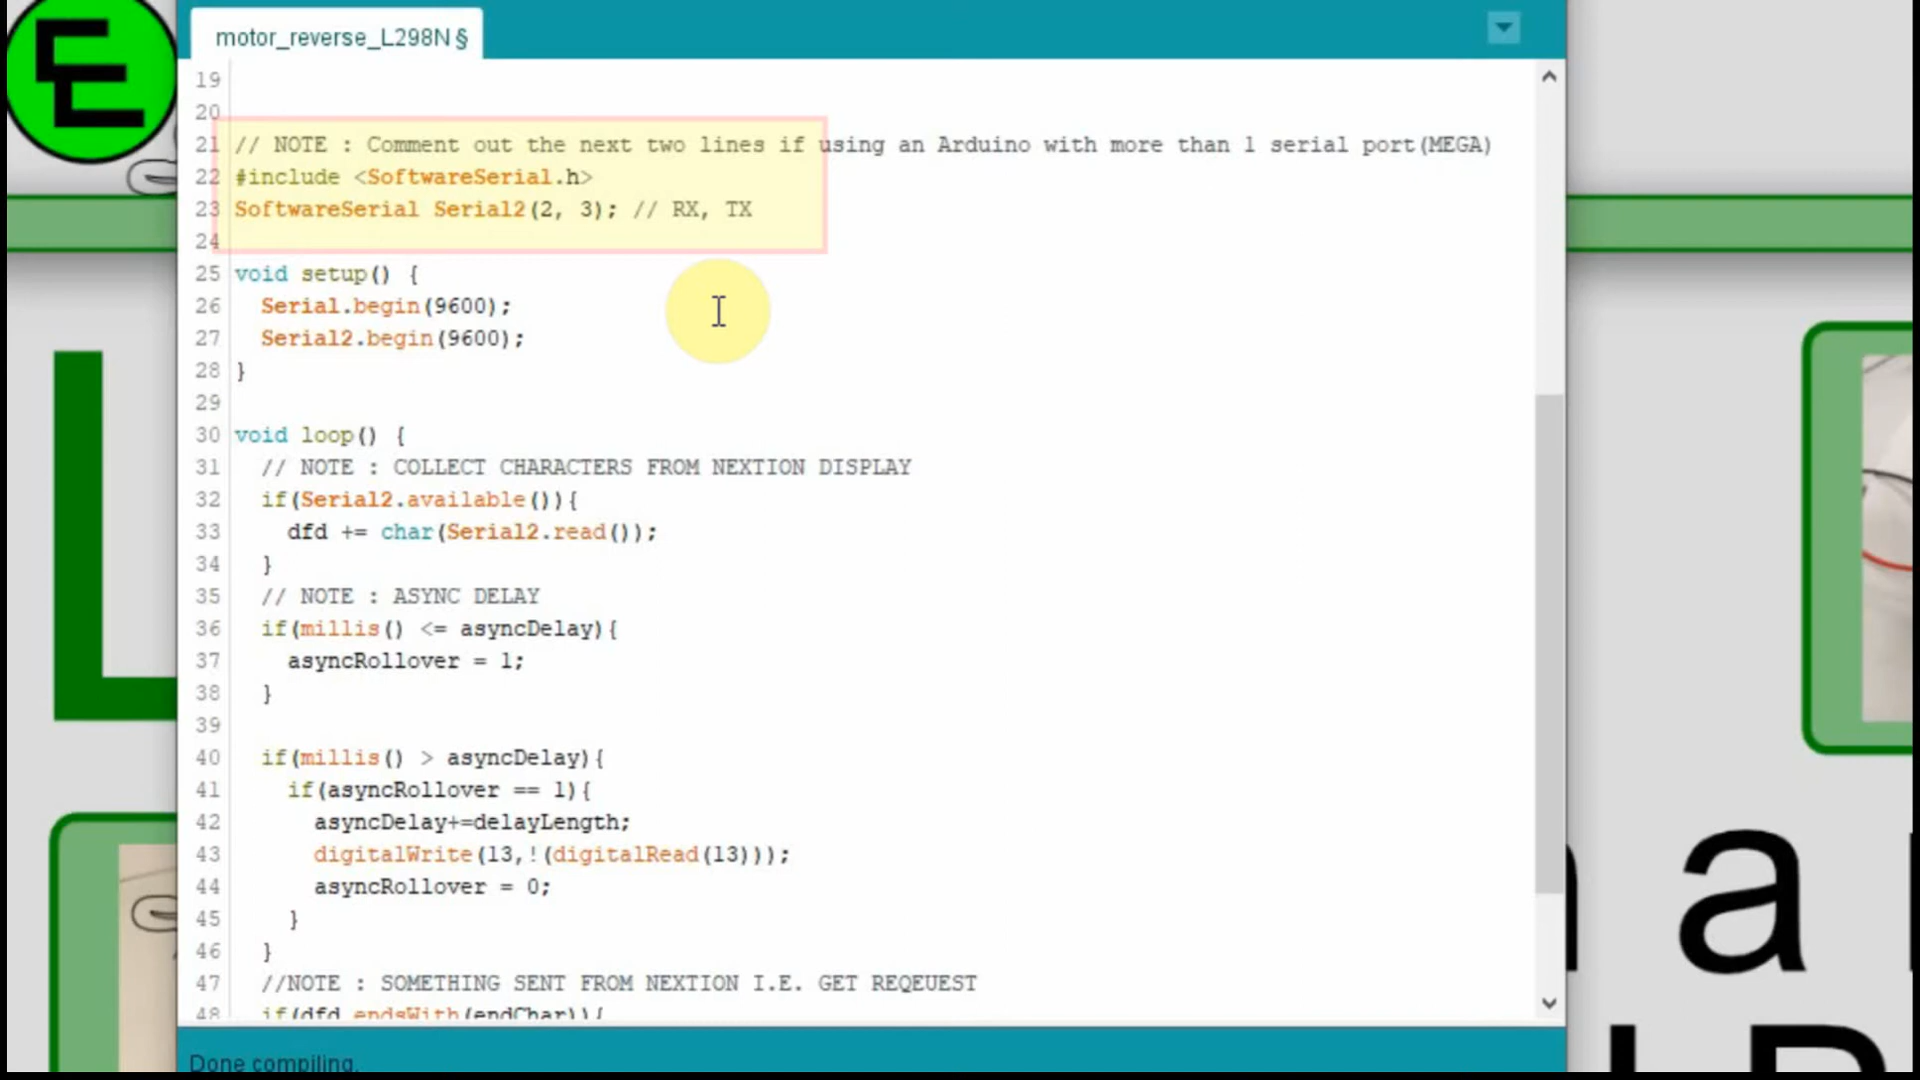 motor_reverse_L298N §
19
20
21 // NOTE : Comment out the next two lines if using an Arduino with more than 1 serial port(MEGA)
22 #include <SoftwareSerial.h>
23 SoftwareSerial Serial2(2, 3); // RX, TX
24
25 void setup() {
26 Serial.begin(9600);
27 Serial2.begin(9600);
28 }
29
30 void loop() {
31 // NOTE : COLLECT CHARACTERS FROM NEXTION DISPLAY
32 if(Serial2.available()){
33 dfd += char(Serial2.read());
34 }
35 // NOTE : ASYNC DELAY
36 if(millis() <= asyncDelay){
37 asyncRollover = 1;
38 }
39
40 if(millis() > asyncDelay){
41 if(asyncRollover == 1){
42 asyncDelay+=delayLength;
43 digitalWrite(13,!(digitalRead(13)));
44 asyncRollover = 0;
45 }
46 }
47 //NOTE : SOMETHING SENT FROM NEXTION I.E. GET REQEUEST
48 if(dfd.endsWith(endChar)){
Done compiling.